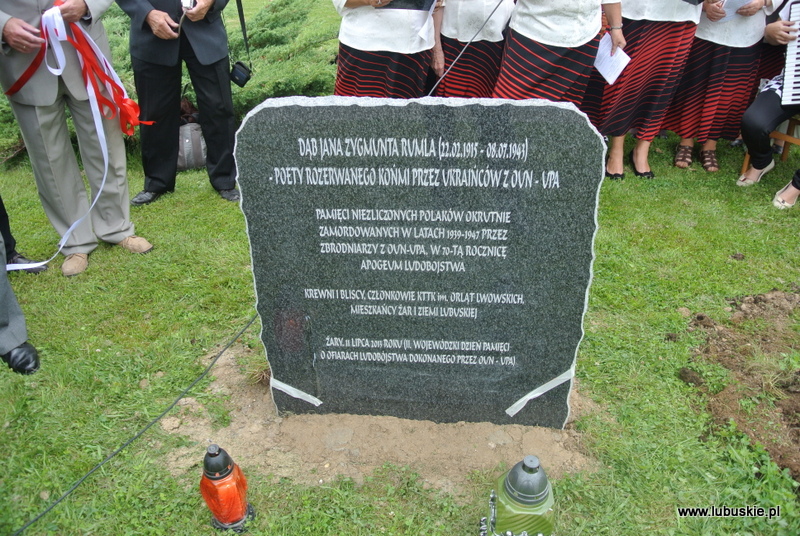 DĄB JANA ZYGMUNTA RUMLA (22.02.1915 - 08.07.1943)
- POETY ROZERWANEGO KOŃMI PRZEZ UKRAIŃCÓW Z OUN - UPA
PAMIĘCI NIEZLICZONYCH POLAKÓW OKRUTNIE
ZAMORDOWANYCH W LATACH 1939-1947 PRZEZ
ZBRODNIARZY Z OUN-UPA. W 70-TĄ ROCZNICĘ
APOGEUM LUDOBÓJSTWA
KREWNI I BLISCY, CZŁONKOWIE KTTK im. ORLĄT LWOWSKICH,
MIESZKAŃCY ŻAR I ZIEMI LUBUSKIEJ
ŻARY, 11 LIPCA 2013 ROKU (II. WOJEWÓDZKI DZIEŃ PAMIĘCI
O OFIARACH LUDOBÓJSTWA DOKONANEGO PRZEZ OUN - UPA)
www.lubuskie.pl